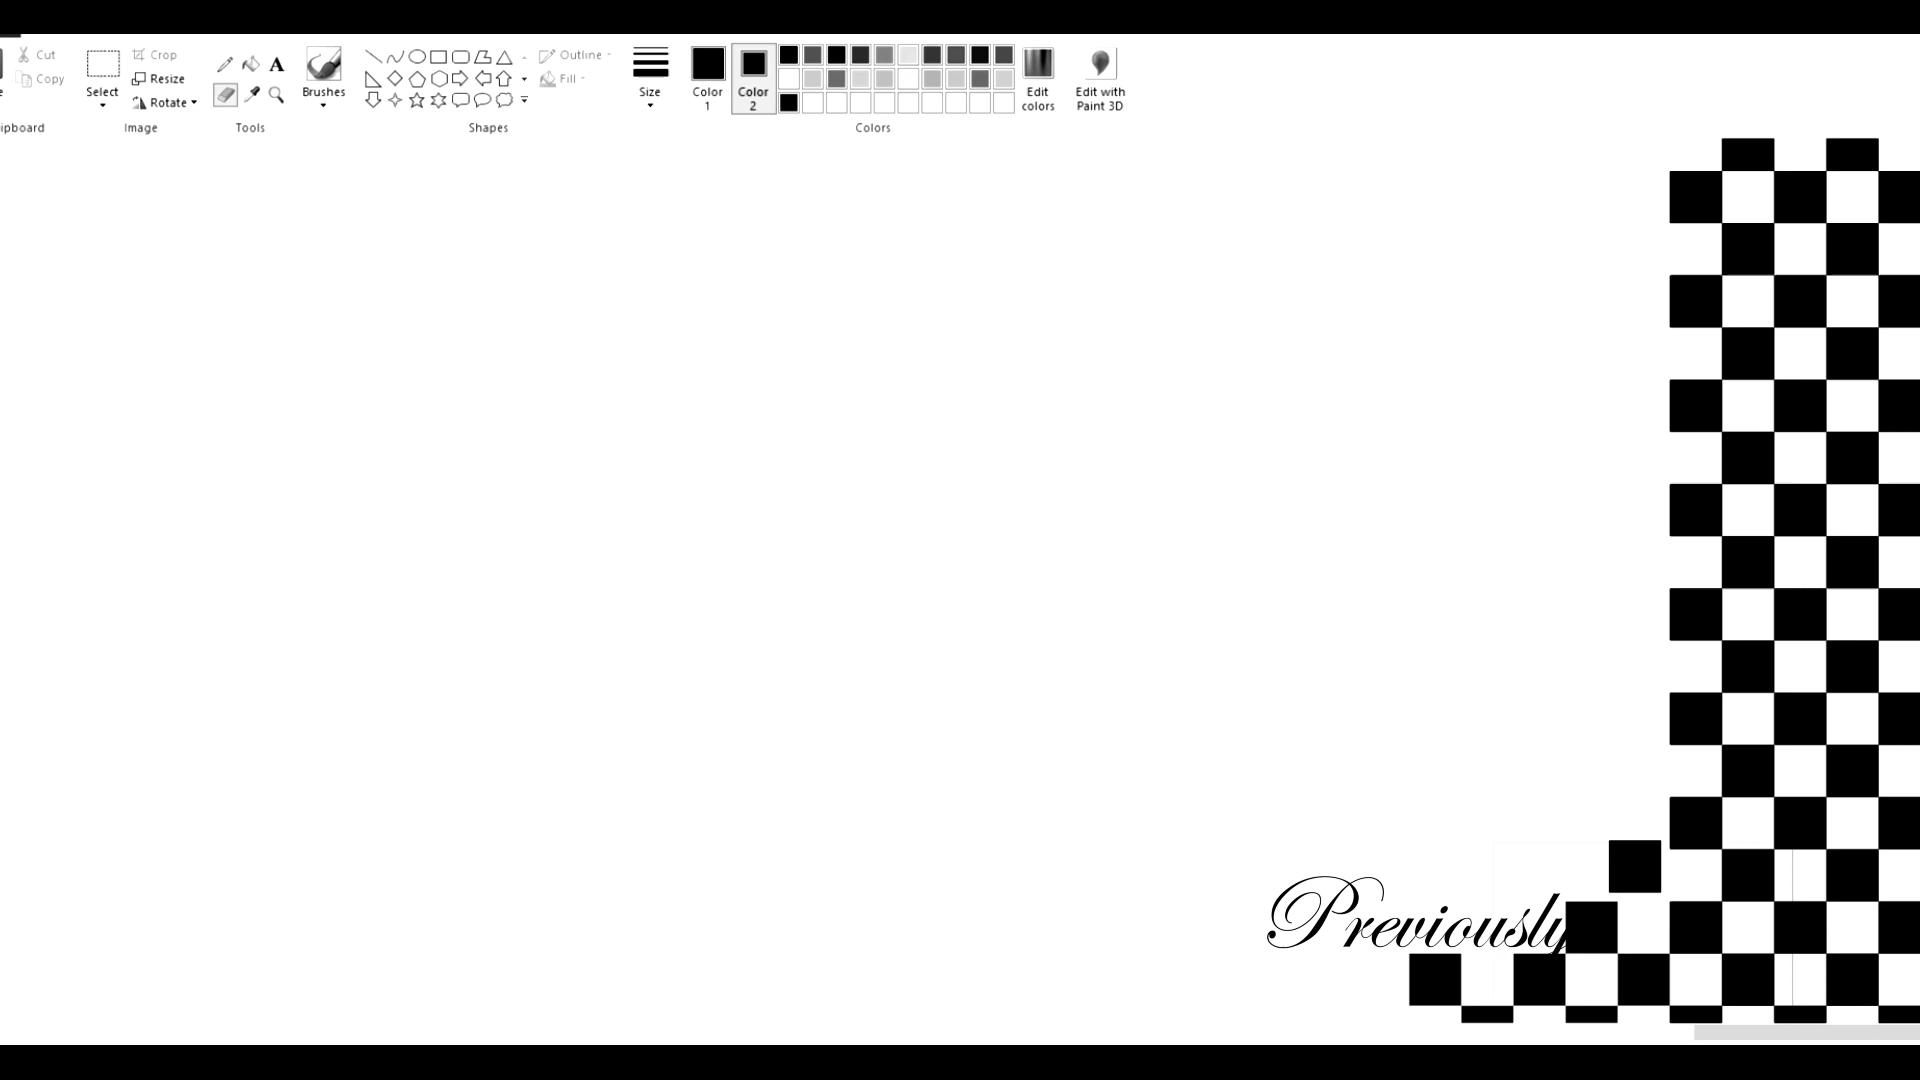 Cut
Copy
ipboard
Select
Crop
Resize
Rotate
Image
A
Tools
Brushes
Shapes
Outline
Fill
Size
Color
1
Color
2
Colors
Edit
colors
Edit with
Paint 3D
Previously